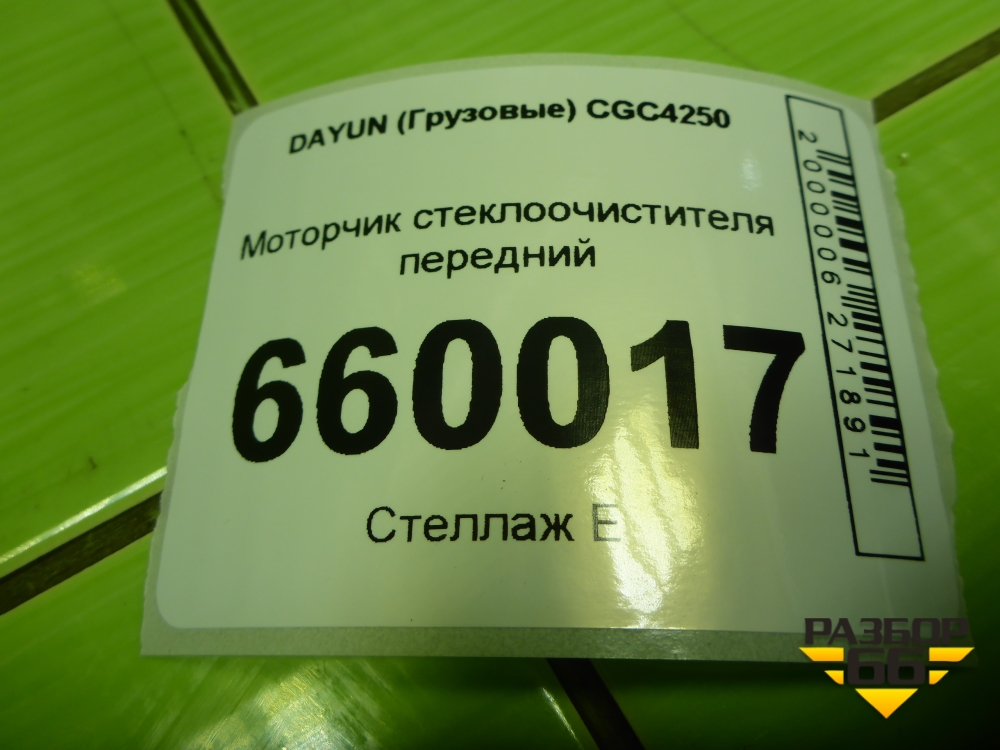 DAYUN (Грузовые) CGC4250
Моторчик стеклоочистителя
передний
660017
Стеллаж E
2000006271891
РАЗБОР
66